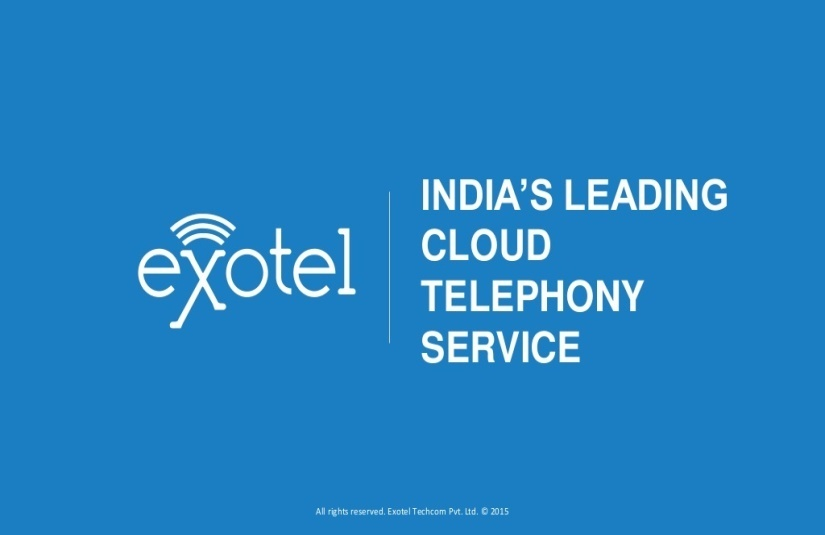 exotel
INDIA’S LEADING
CLOUD
TELEPHONY
SERVICE
All rights reserved. Exotel Techcom Pvt. Ltd. © 2015